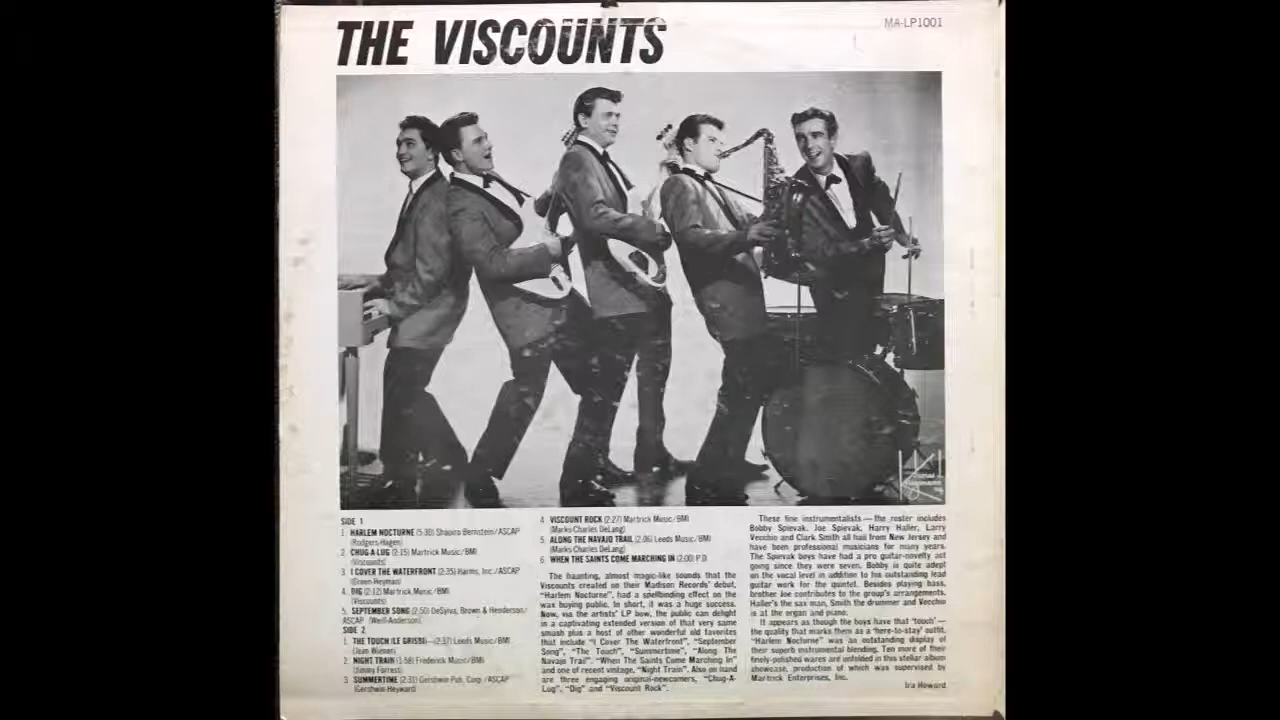 THE VISCOUNTS
MA-LP1001
SIDE 1
1. HARLEM NOCTURNE (5:30) Shapiro Bernstein/ASCAP
(Rodgers-Hagen)
2. CHUG-A-LUG (2:15) Martrick Music/BMI
(Viscounts)
3. I COVER THE WATERFRONT (2:35) Harms, Inc./ASCAP
(Green-Heyman)
4. DIG (2:12) Martrick Music/BMI
(Viscounts)
5. SEPTEMBER SONG (2:50) DeSylva, Brown & Henderson/
ASCAP (Weill-Anderson)
SIDE 2
1. THE TOUCH (LE GRISBI)—(2:37) Leeds Music/BMI
(Jean Wiener)
2. NIGHT TRAIN (1:58) Frederick Music/BMI
(Jimmy Forrest)
3. SUMMERTIME (2:31) Gershwin Pub. Corp./ASCAP
(Gershwin-Heyward)
4. VISCOUNT ROCK (2:27) Martrick Music/BMI
(Marks-Charles-DeLang)
5. ALONG THE NAVAJO TRAIL (2:06) Leeds Music/BMI
(Marks-Charles DeLang)
6. WHEN THE SAINTS COME MARCHING IN (2:00) P.D.
The haunting, almost magic-like sounds that the
Viscounts created on their Madison Records' debut,
"Harlem Nocturne", had a spellbinding effect on the
wax buying public. In short, it was a huge success.
Now, via the artists' LP bow, the public can delight
in a captivating extended version of that very same
smash plus a host of other wonderful old favorites
that include "I Cover The Waterfront", "September
Song", "The Touch", "Summertime", "Along The
Navajo Trail", "When The Saints Come Marching In"
and one of recent vintage, "Night Train". Also on hand
are three engaging original-newcomers, "Chug-A-
Lug", "Dig" and "Viscount Rock".
These fine instrumentalists — the roster includes
Bobby Spievak, Joe Spievak, Harry Haller, Larry
Vecchio and Clark Smith all hail from New Jersey and
have been professional musicians for many years.
The Spievak boys have had a pro guitar-novelty act
going since they were seven. Bobby is quite adept
on the vocal level in addition to his outstanding lead
guitar work for the quintet. Besides playing bass,
brother Joe contributes to the group's arrangements.
Haller's the sax man, Smith the drummer and Vecchio
is at the organ and piano.
It appears as though the boys have that 'touch' —
the quality that marks them as a 'here-to-stay' outfit.
"Harlem Nocturne" was an outstanding display of
their superb instrumental blending. Ten more of their
finely-polished wares are unfolded in this stellar album
showcase, production of which was supervised by
Martrick Enterprises, Inc.
Ira Howard